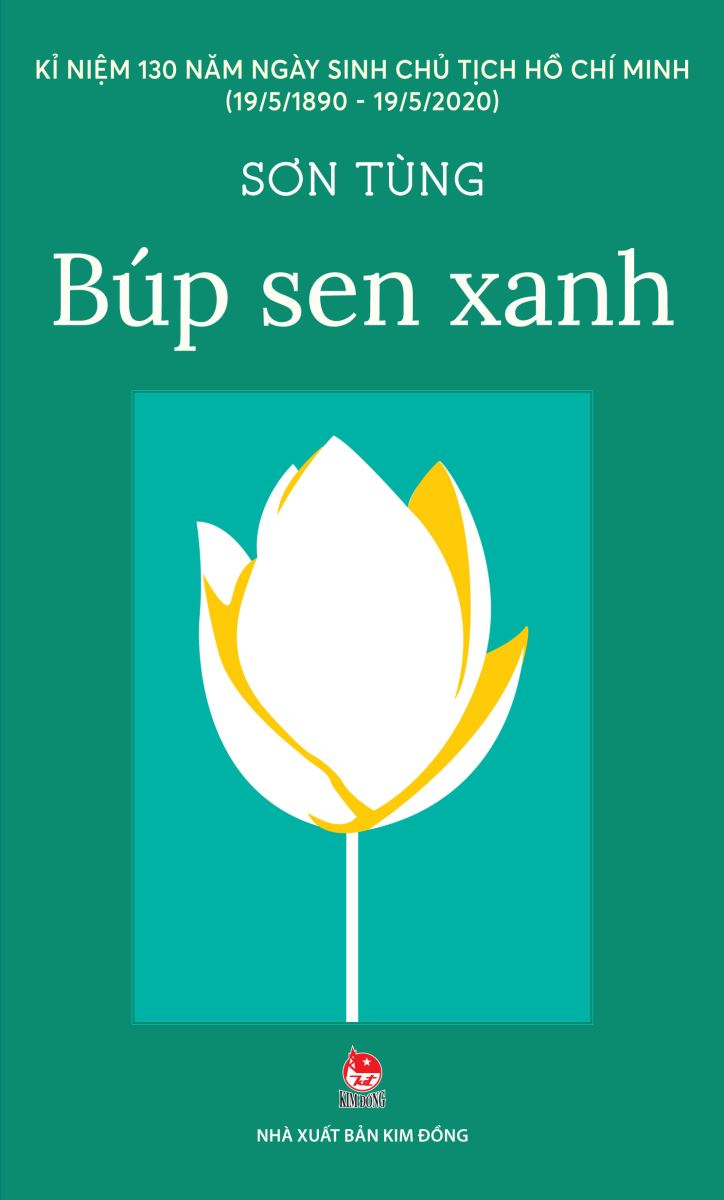 KỈ NIỆM 130 NĂM NGÀY SINH CHỦ TỊCH HỒ CHÍ MINH
(19/5/1890 - 19/5/2020)
SƠN TÙNG
Búp sen xanh
kđ
KIM ĐỒNG
NHÀ XUẤT BẢN KIM ĐỒNG